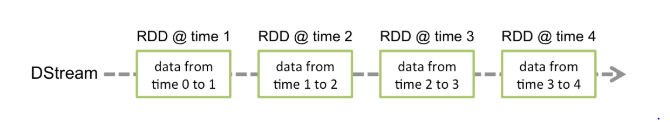 RDD @ time 1 RDD @ time 2 RDD @ time 3 RDD @ time 4
DStream
data from
time 0 to 1
data from
time 1 to 2
data from
time 2 to 3
data from
time 3 to 4